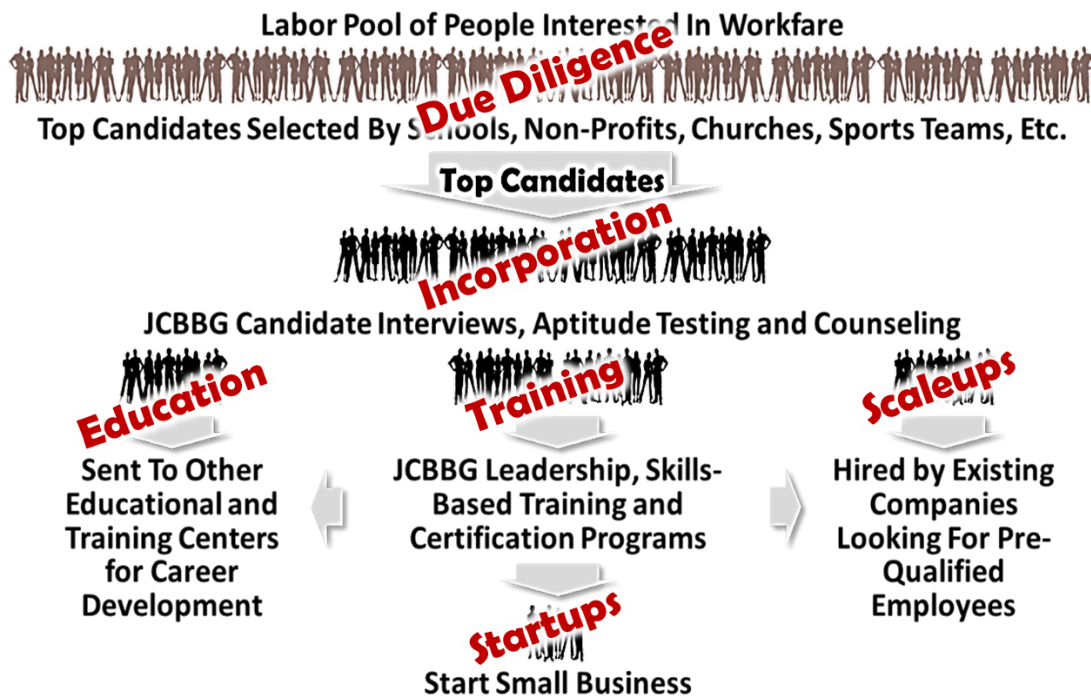 Labor Pool of People Interested In Workfare
Due Diligence
Top Candidates Selected By Schools, Non-Profits, Churches, Sports Teams, Etc.
Top Candidates
Incorporation
JCBBG Candidate Interviews, Aptitude Testing and Counseling
Education
Training
Scaleups
Sent To Other
Educational and
Training Centers
for Career
Development
JCBBG Leadership, Skills-
Based Training and
Certification Programs
Hired by Existing
Companies
Looking For Pre-
Qualified
Employees
Startups
Start Small Business